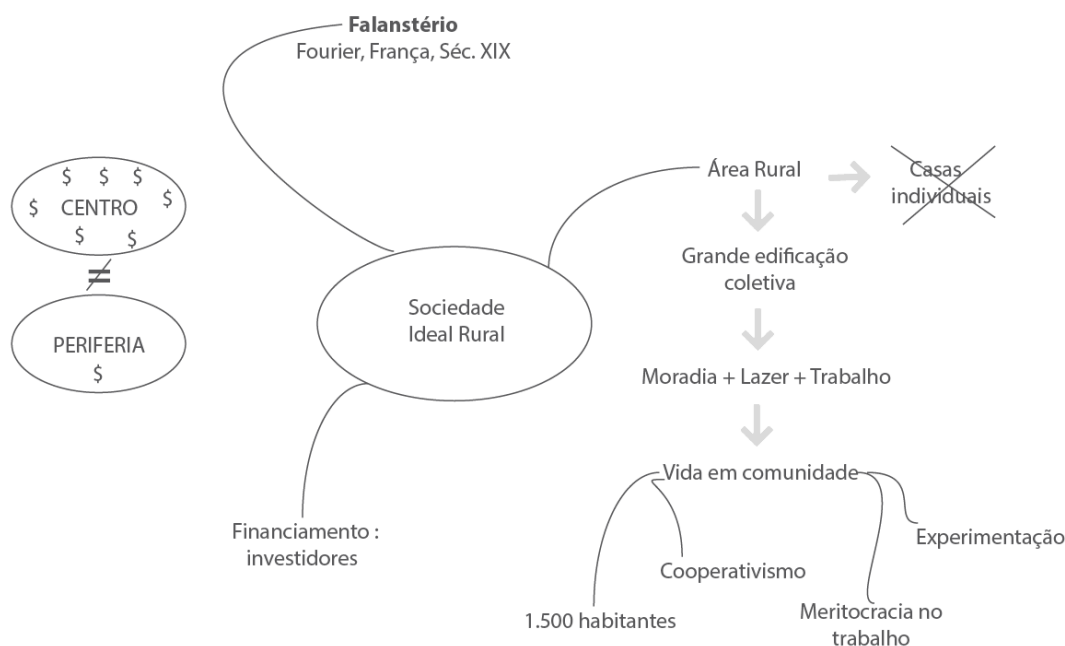 Falanstério
Fourier, França, Séc. XIX
$ $ $
$ CENTRO $
$ $
≠
PERIFERIA
$
Sociedade
Ideal Rural
Financiamento :
investidores
Área Rural
Casas
individuais
Grande edificação
coletiva
Moradia + Lazer + Trabalho
Vida em comunidade
1.500 habitantes
Cooperativismo
Meritocracia no
trabalho
Experimentação